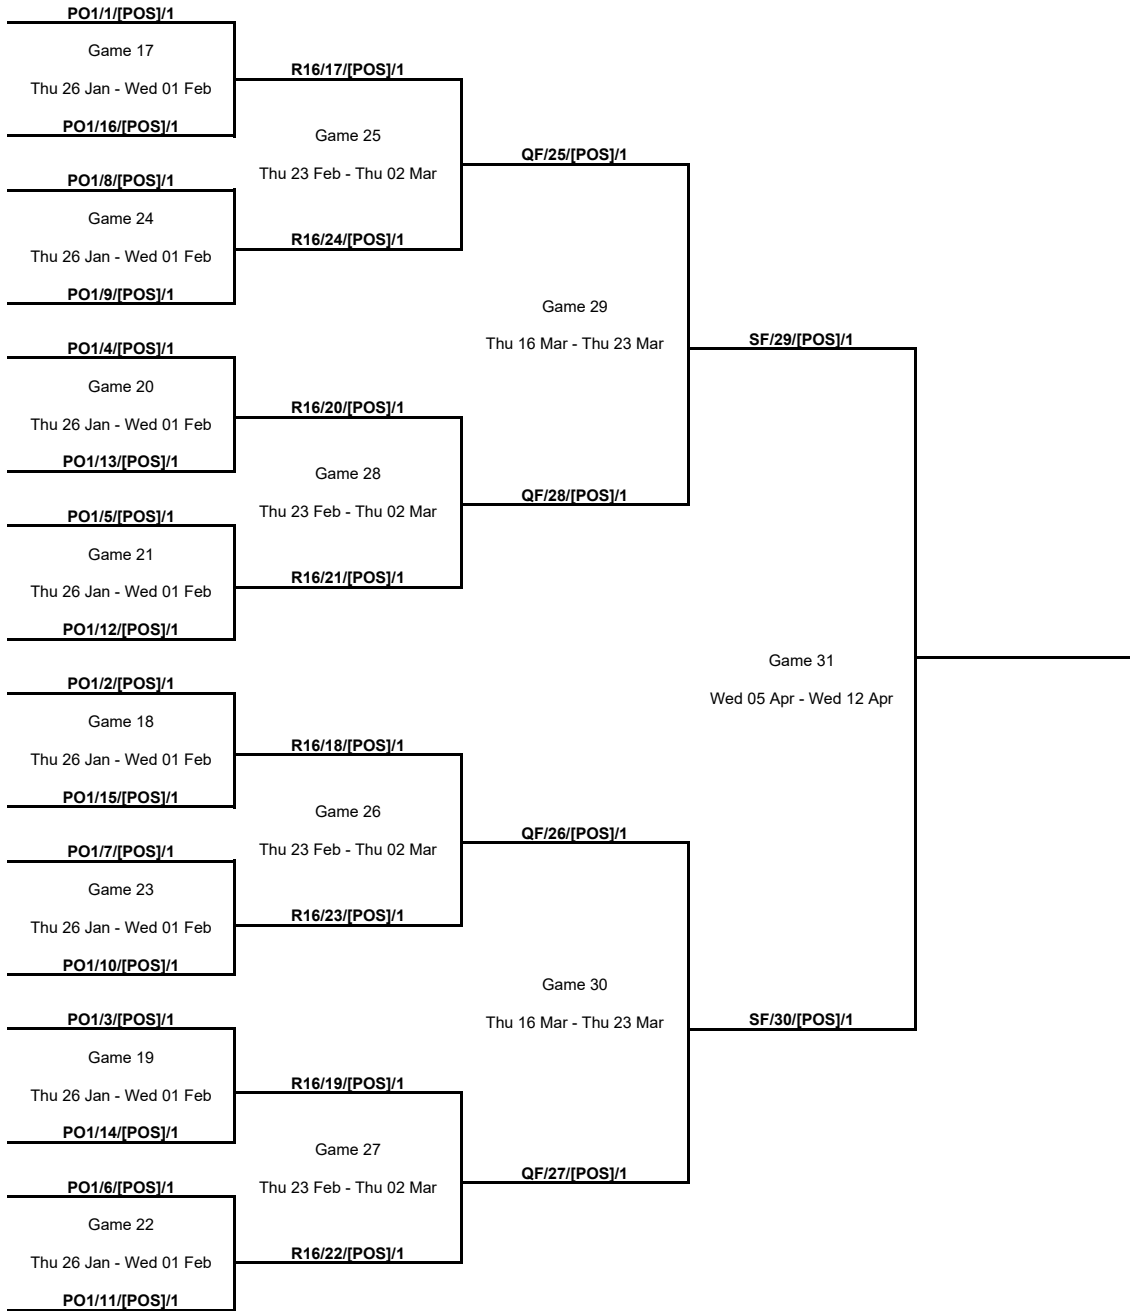 PO1/1/[POS]/1
Game 17
Thu 26 Jan - Wed 01 Feb
PO1/16/[POS]/1
PO1/8/[POS]/1
Game 24
Thu 26 Jan - Wed 01 Feb
PO1/9/[POS]/1
PO1/4/[POS]/1
Game 20
Thu 26 Jan - Wed 01 Feb
PO1/13/[POS]/1
PO1/5/[POS]/1
Game 21
Thu 26 Jan - Wed 01 Feb
PO1/12/[POS]/1
PO1/2/[POS]/1
Game 18
Thu 26 Jan - Wed 01 Feb
PO1/15/[POS]/1
PO1/7/[POS]/1
Game 23
Thu 26 Jan - Wed 01 Feb
PO1/10/[POS]/1
PO1/3/[POS]/1
Game 19
Thu 26 Jan - Wed 01 Feb
PO1/14/[POS]/1
PO1/6/[POS]/1
Game 22
Thu 26 Jan - Wed 01 Feb
PO1/11/[POS]/1
R16/17/[POS]/1
Game 25
Thu 23 Feb - Thu 02 Mar
R16/24/[POS]/1
R16/20/[POS]/1
Game 28
Thu 23 Feb - Thu 02 Mar
R16/21/[POS]/1
R16/18/[POS]/1
Game 26
Thu 23 Feb - Thu 02 Mar
R16/23/[POS]/1
R16/19/[POS]/1
Game 27
Thu 23 Feb - Thu 02 Mar
R16/22/[POS]/1
QF/25/[POS]/1
Game 29
Thu 16 Mar - Thu 23 Mar
QF/28/[POS]/1
QF/26/[POS]/1
Game 30
Thu 16 Mar - Thu 23 Mar
QF/27/[POS]/1
SF/29/[POS]/1
Game 31
Wed 05 Apr - Wed 12 Apr
SF/30/[POS]/1